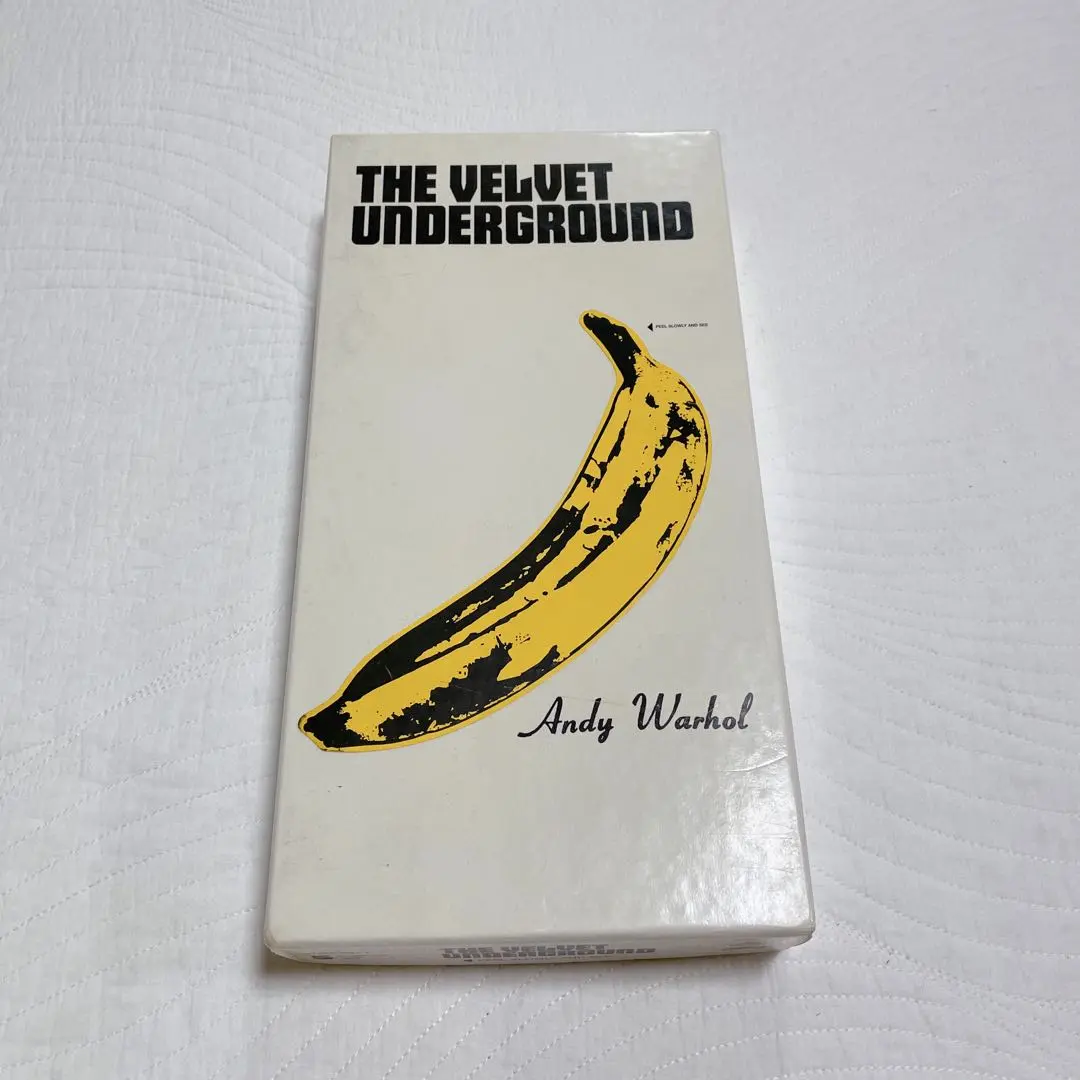 THE VELVET
UNDERGROUND
PEEL SLOWLY AND SEE
Andy Warhol
THE VELVET
UNDERGROUND